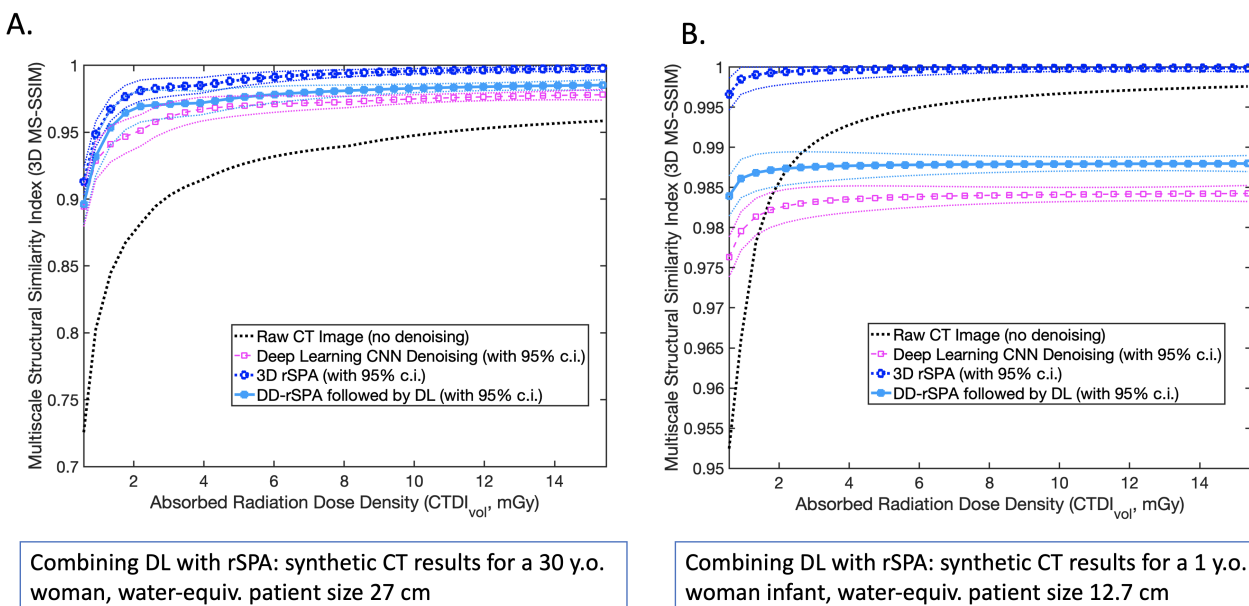 A.
Multiscale Structural Similarity Index (3D MS-SSIM)
1
0.95
0.9
0.85
0.8
0.75
0.7
2
4
6
8
10
12
14
Absorbed Radiation Dose Density (CTDIvol, mGy)
Raw CT Image (no denoising)
Deep Learning CNN Denoising (with 95% c.i.)
3D rSPA (with 95% c.i.)
DD-rSPA followed by DL (with 95% c.i.)
Combining DL with rSPA: synthetic CT results for a 30 y.o.
woman, water-equiv. patient size 27 cm
B.
Multiscale Structural Similarity Index (3D MS-SSIM)
1
0.995
0.99
0.985
0.98
0.975
0.97
0.965
0.96
0.955
0.95
2
4
6
8
10
12
14
Absorbed Radiation Dose Density (CTDIvol, mGy)
Raw CT Image (no denoising)
Deep Learning CNN Denoising (with 95% c.i.)
3D rSPA (with 95% c.i.)
DD-rSPA followed by DL (with 95% c.i.)
Combining DL with rSPA: synthetic CT results for a 1 y.o.
woman infant, water-equiv. patient size 12.7 cm